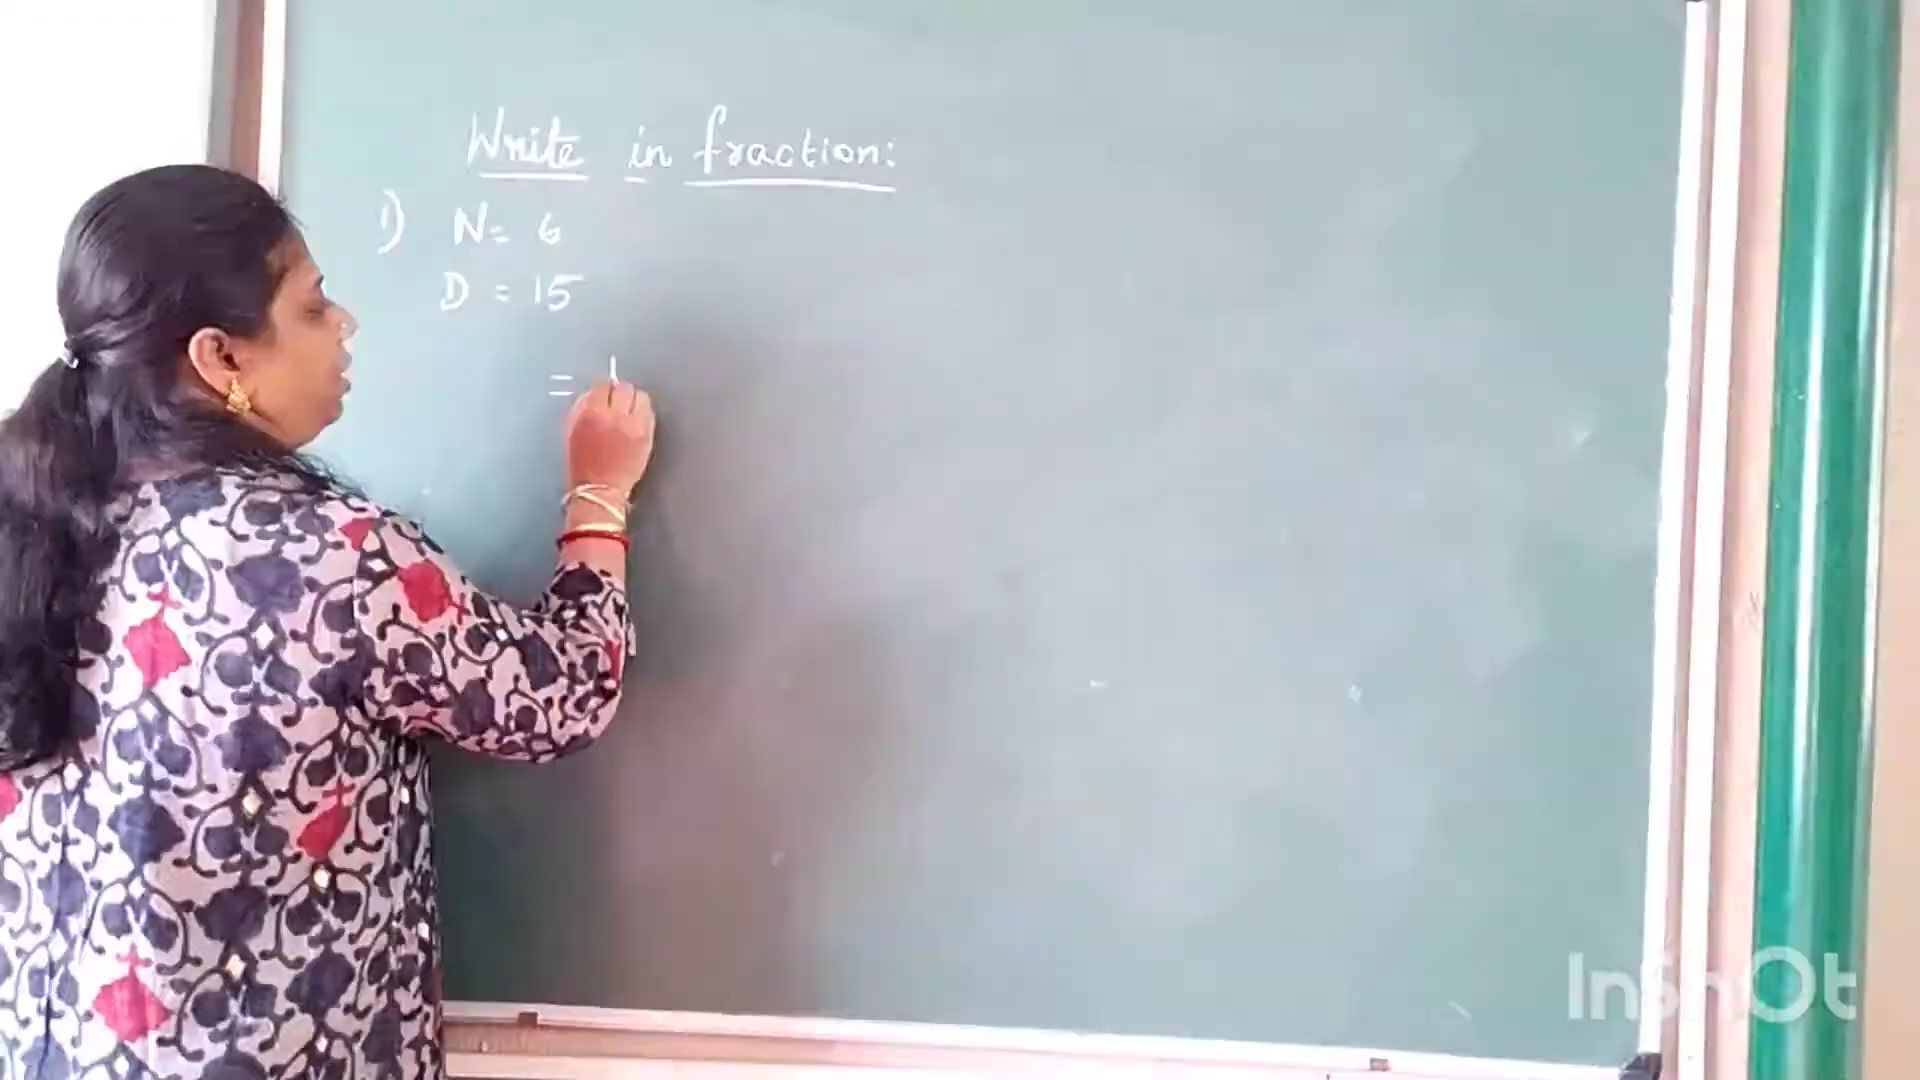 Write in fraction:
1) N = 6
D = 15
=
InShOt